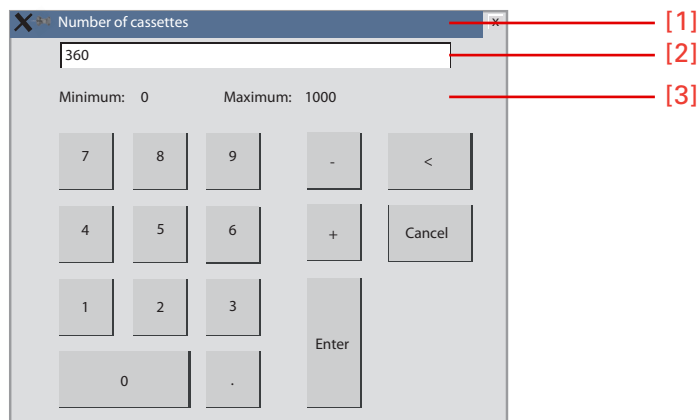 Number of cassettes x [1]
360 [2]
Minimum: 0 Maximum: 1000 [3]
7 8 9 - <
4 5 6 + Cancel
1 2 3
Enter
0 .